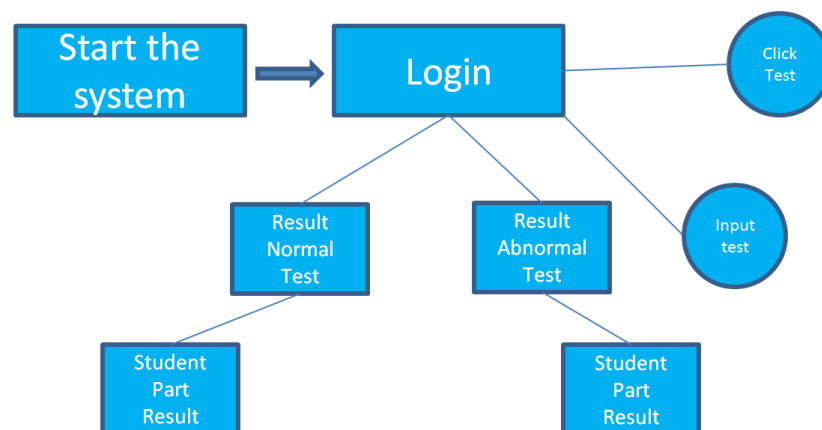 Start the
system
Login
Click
Test
Result
Normal
Test
Result
Abnormal
Test
Input
test
Student
Part
Result
Student
Part
Result